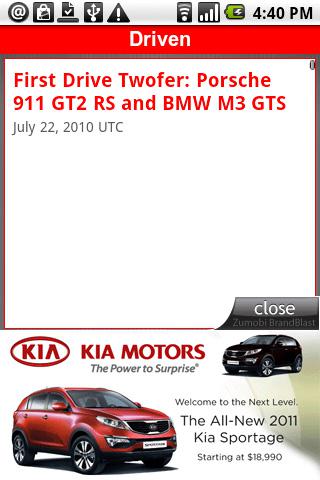 4:40 PM
Driven
First Drive Twofer: Porsche
911 GT2 RS and BMW M3 GTS
July 22, 2010 UTC
close
Zumobi BrandBlast
KIA KIA MOTORS
The Power to Surprise®
Welcome to the Next Level.
The All-New 2011
Kia Sportage
Starting at $18,990
SPORTAGE